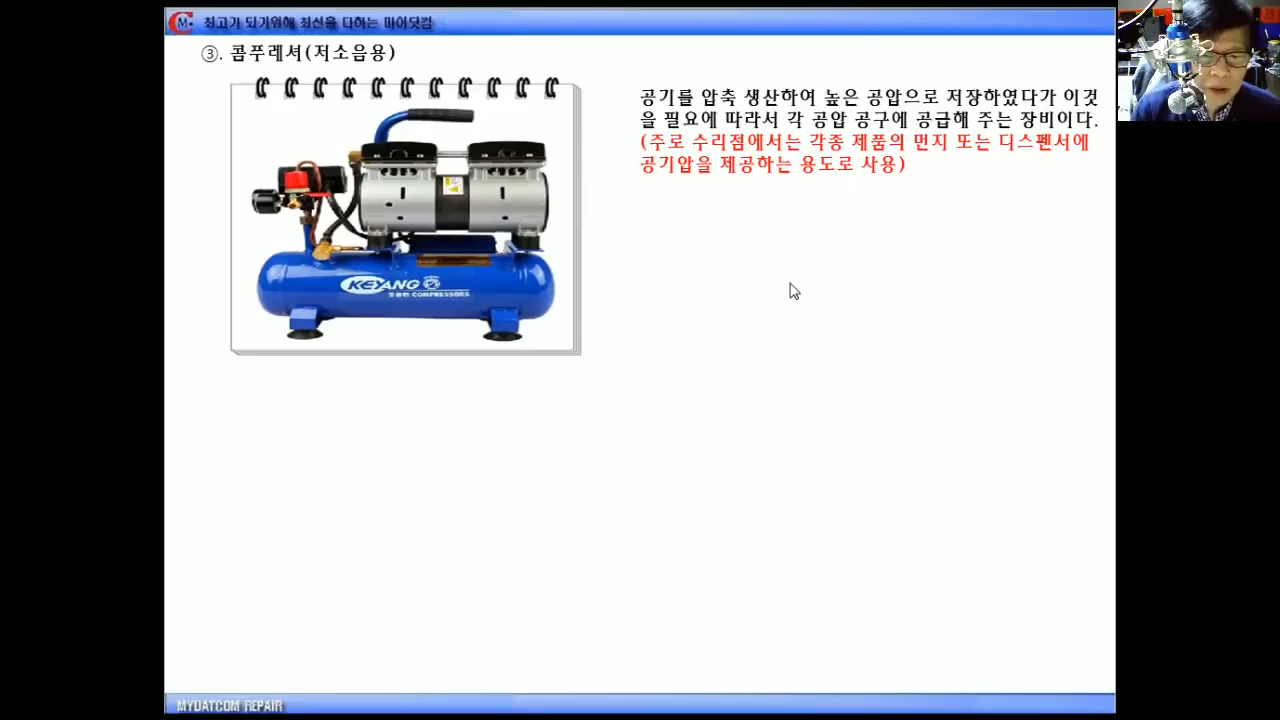 최고가 되기위해 최선을 다하는 마이닷컴
③. 콤푸레셔(저소음용)
공기를 압축 생산하여 높은 공압으로 저장하였다가 이것
을 필요에 따라서 각 공압 공구에 공급해 주는 장비이다.
(주로 수리점에서는 각종 제품의 먼지 또는 디스펜서에
공기압을 제공하는 용도로 사용)
KEYANG
COMPRESSORS
MYDATCOM REPAIR